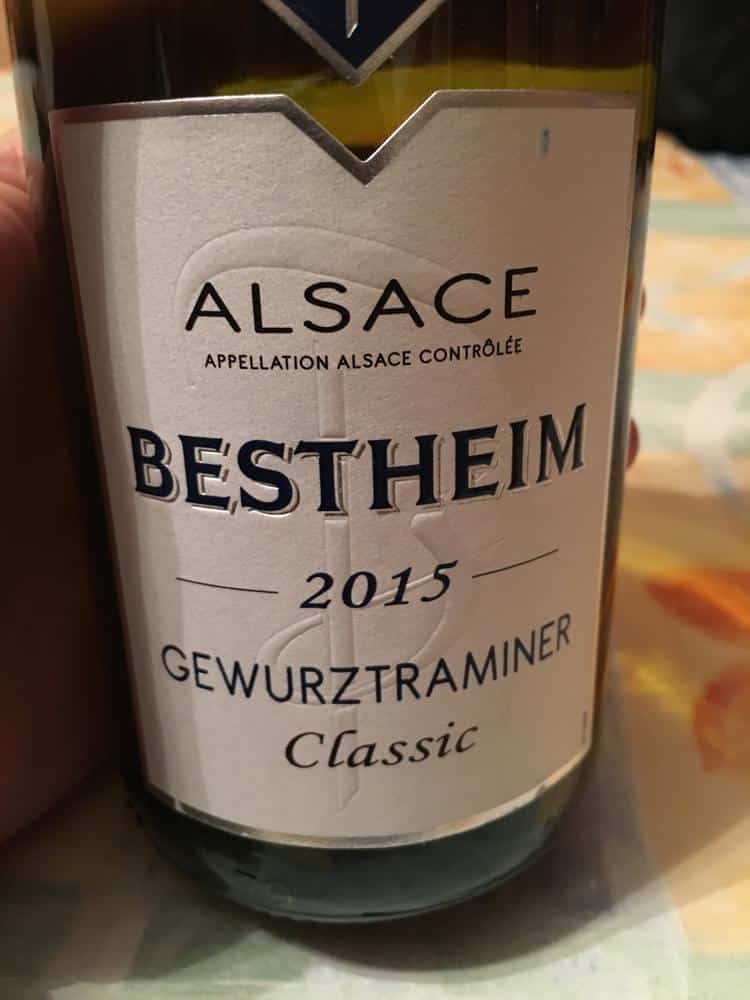 ALSACE
APPELLATION ALSACE CONTRÔLÉE
BESTHEIM
2015
GEWURZTRAMINER
Classic